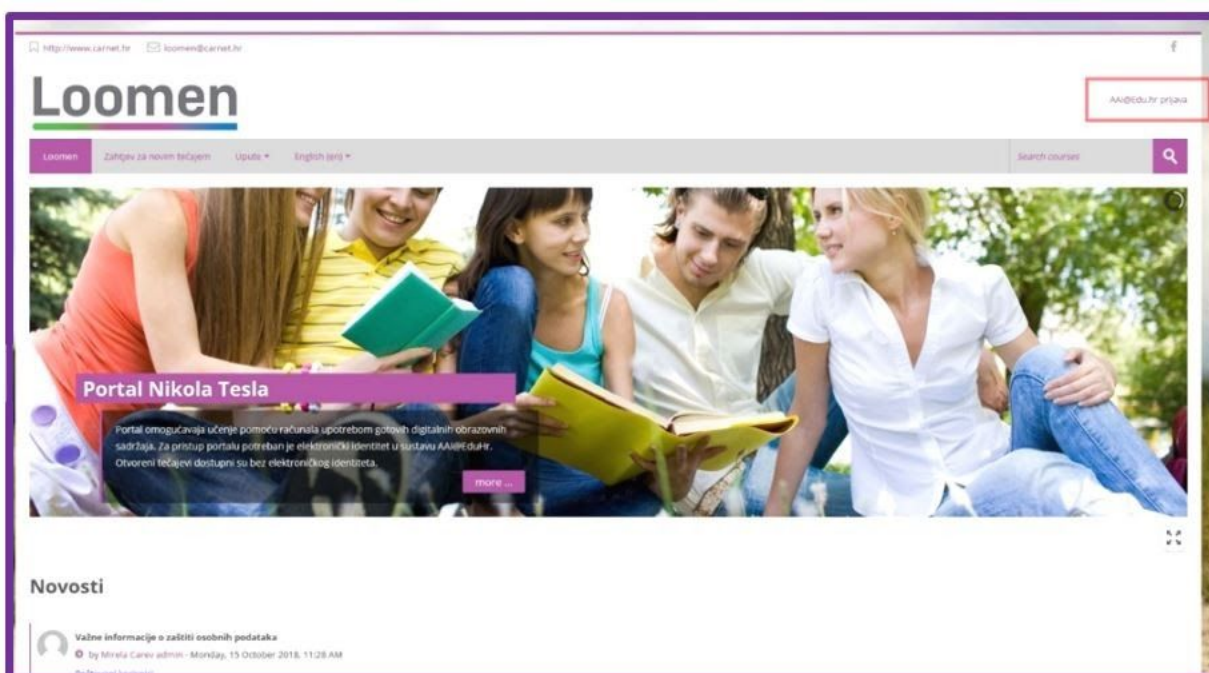 http://www.carnet.hr loomen@carnet.hr
Loomen
AAI@Edu.hr prijava
Loomen Zahtjev za novim tečajem Upute English (en) Search courses
Portal Nikola Tesla
Portal omogućavaja učenje pomoću računala upotrebom gotovih digitalnih obrazovnih
sadržaja. Za pristup portalu potreban je elektronički identitet u sustavu AAI@EduHr.
Otvoreni tečajevi dostupni su bez elektroničkog identiteta.
more ...
Novosti
Važne informacije o zaštiti osobnih podataka
by Mirela Carev admin - Monday, 15 October 2018, 11:28 AM